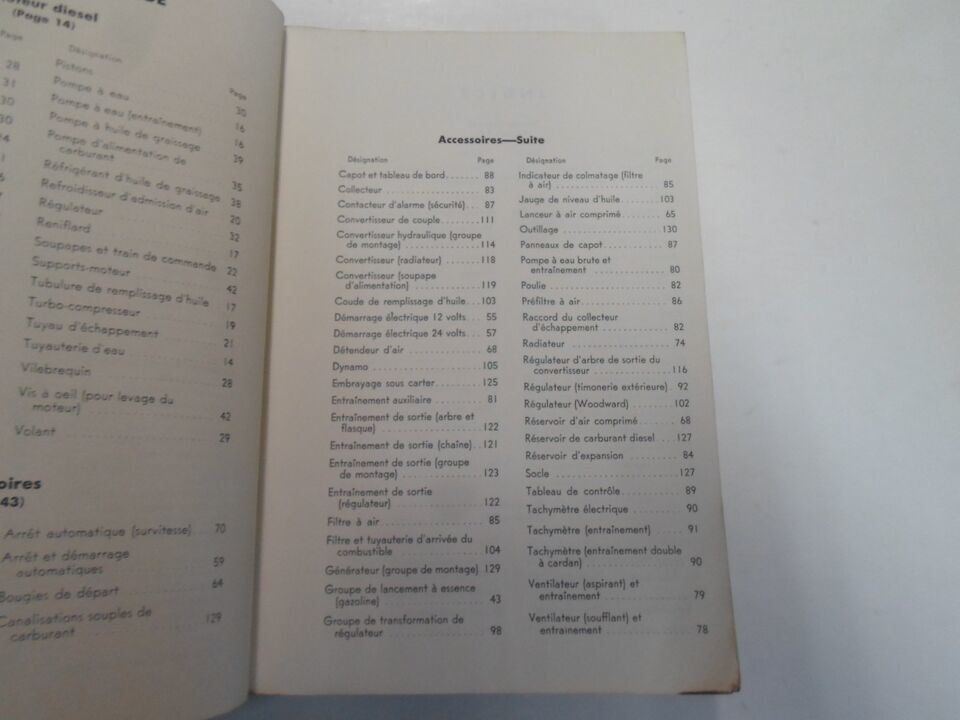 DE
oteur diesel
(Page 14)
Page
28
31
30
30
Désignation
Page
Pistons
30
Pompe à eau
16
Pompe à eau (entraînement)
16
Pompe à huile de graissage
39
Pompe d'alimentation de
carburant
35
Réfrigérant d'huile de graissage
38
Refroidisseur d'admission d'air
20
Régulateur
32
Reniflard
17
Soupapes et train de commande
22
Supports-moteur
42
Tubulure de remplissage d'huile
17
Turbo-compresseur
19
Tuyau d'échappement
21
Tuyauterie d'eau
14
Vilebrequin
28
Vis à oeil (pour levage du
moteur)
42
Volant
29
oires
43)
Arrêt automatique (survitesse)
70
Arrêt et démarrage
automatiques
59
Bougies de départ
64
Canalisations souples de
carburant
129
Accessoires—Suite
Désignation Page
Capot et tableau de bord....... 88
Collecteur .................. 83
Contacteur d'alarme (sécurité)... 87
Convertisseur de couple........111
Convertisseur hydraulique (groupe
de montage) ...............114
Convertisseur (radiateur) .......118
Convertisseur (soupape
d'alimentation) .............119
Coude de remplissage d'huile...103
Démarrage électrique 12 volts... 55
Démarrage électrique 24 volts... 57
Détendeur d'air .............. 68
Dynamo ....................105
Embrayage sous carter.........125
Entraînement auxiliaire ........ 81
Entraînement de sortie (arbre et
flasque) ...................122
Entraînement de sortie (chaîne)..121
Entraînement de sortie (groupe
de montage) ...............123
Entraînement de sortie
(régulateur) ................122
Filtre à air................... 85
Filtre et tuyauterie d'arrivée du
combustible ................104
Générateur (groupe de montage) 129
Groupe de lancement à essence
(gazoline) .................. 43
Groupe de transformation de
régulateur .................. 98
Désignation Page
Indicateur de colmatage (filtre
à air) ..................... 85
Jauge de niveau d'huile........103
Lanceur à air comprimé........ 65
Outillage ...................130
Panneaux de capot............ 87
Pompe à eau brute et
entraînement ............... 80
Poulie ...................... 82
Préfiltre à air................ 86
Raccord du collecteur
d'échappement ............. 82
Radiateur ................... 74
Régulateur d'arbre de sortie du
convertisseur ...............116
Régulateur (timonerie extérieure). 92
Régulateur (Woodward) ........102
Réservoir d'air comprimé....... 68
Réservoir de carburant diesel...127
Réservoir d'expansion ......... 84
Socle ......................127
Tableau de contrôle........... 89
Tachymètre électrique ......... 90
Tachymètre (entraînement) ..... 91
Tachymètre (entraînement double
à cardan) .................. 90
Ventilateur (aspirant) et
entraînement ............... 79
Ventilateur (soufflant) et
entraînement ............... 78